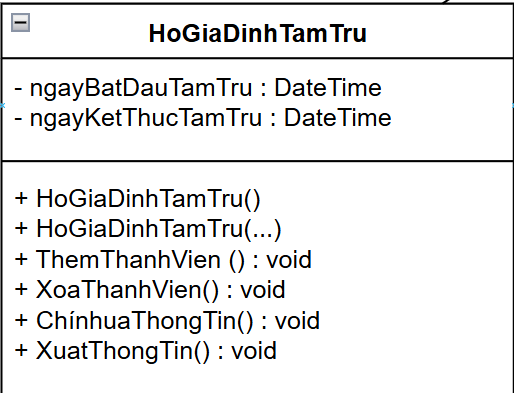 HoGiaDinhTamTru
- ngayBatDauTamTru : DateTime
- ngayKetThucTamTru : DateTime
+ HoGiaDinhTamTru()
+ HoGiaDinhTamTru(...)
+ ThemThanhVien () : void
+ XoaThanhVien() : void
+ ChínhuaThongTin() : void
+ XuatThongTin() : void